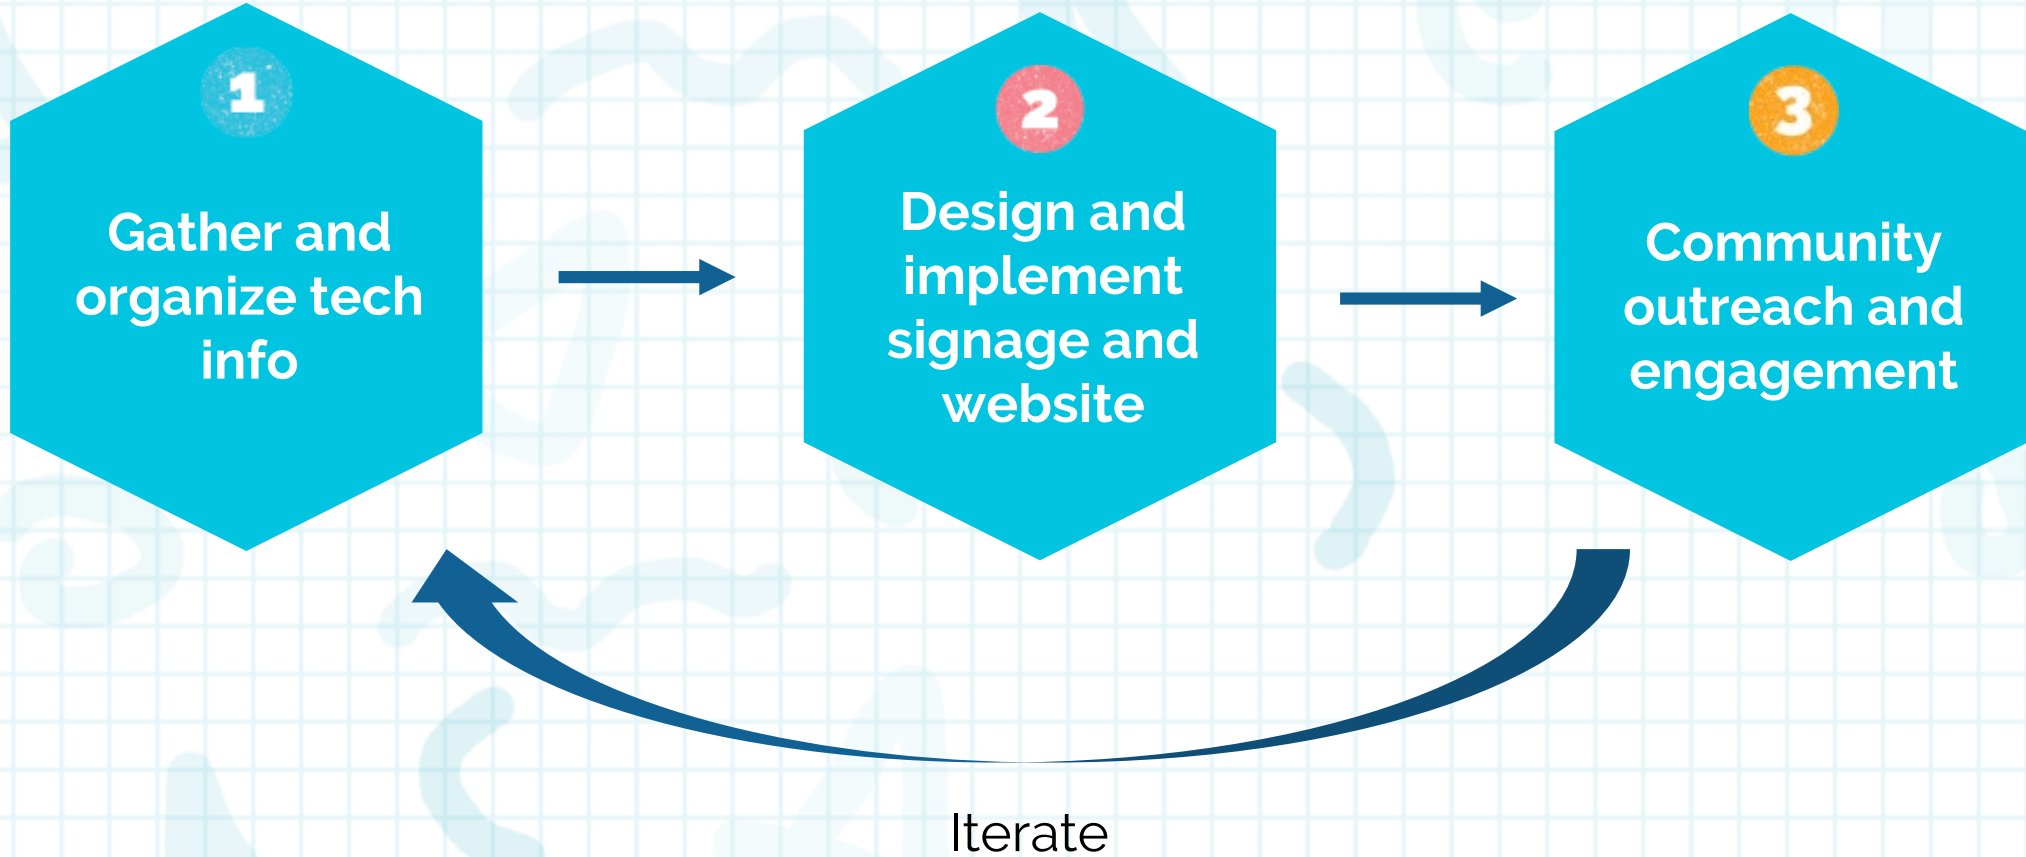 1
Gather and
organize tech
info
2
Design and
implement
signage and
website
3
Community
outreach and
engagement
Iterate